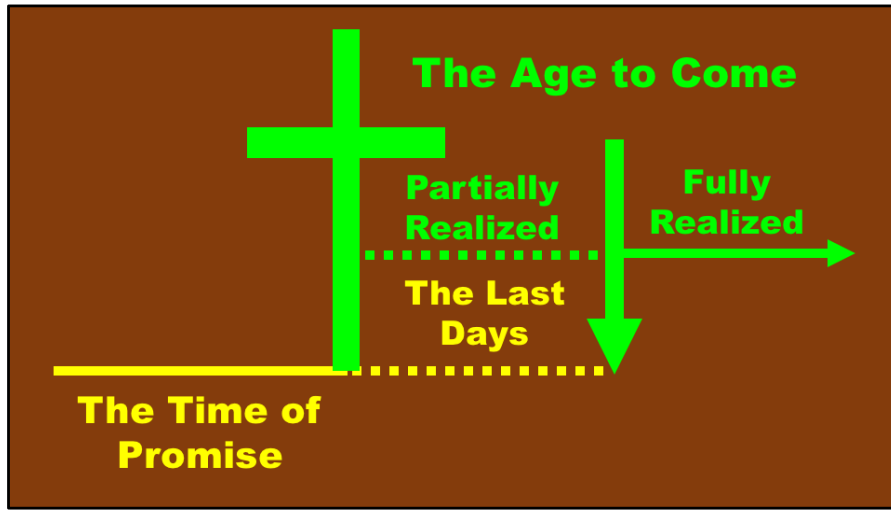 The Age to Come
Partially
Realized
Fully
Realized
The Last
Days
The Time of
Promise